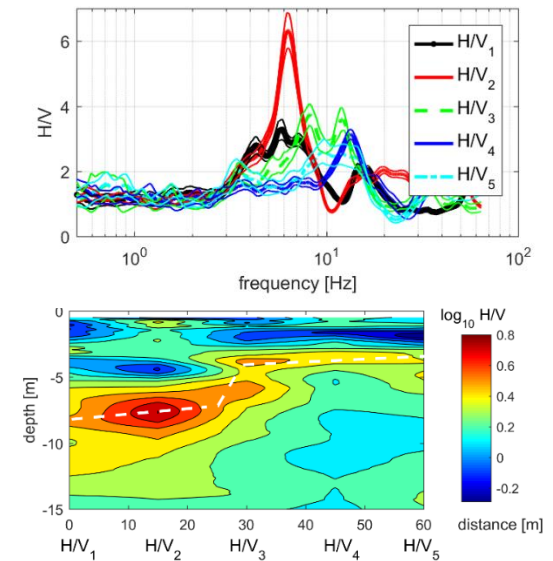 6
4
2
0
H/V
H/V1
H/V2
H/V3
H/V4
H/V5
10^0 10^1 10^2
frequency [Hz]
log10 H/V
0
-5
-10
-15
depth [m]
0 10 20 30 40 50 60
H/V1 H/V2 H/V3 H/V4 H/V5
0.8
0.6
0.4
0.2
0
-0.2
distance [m]